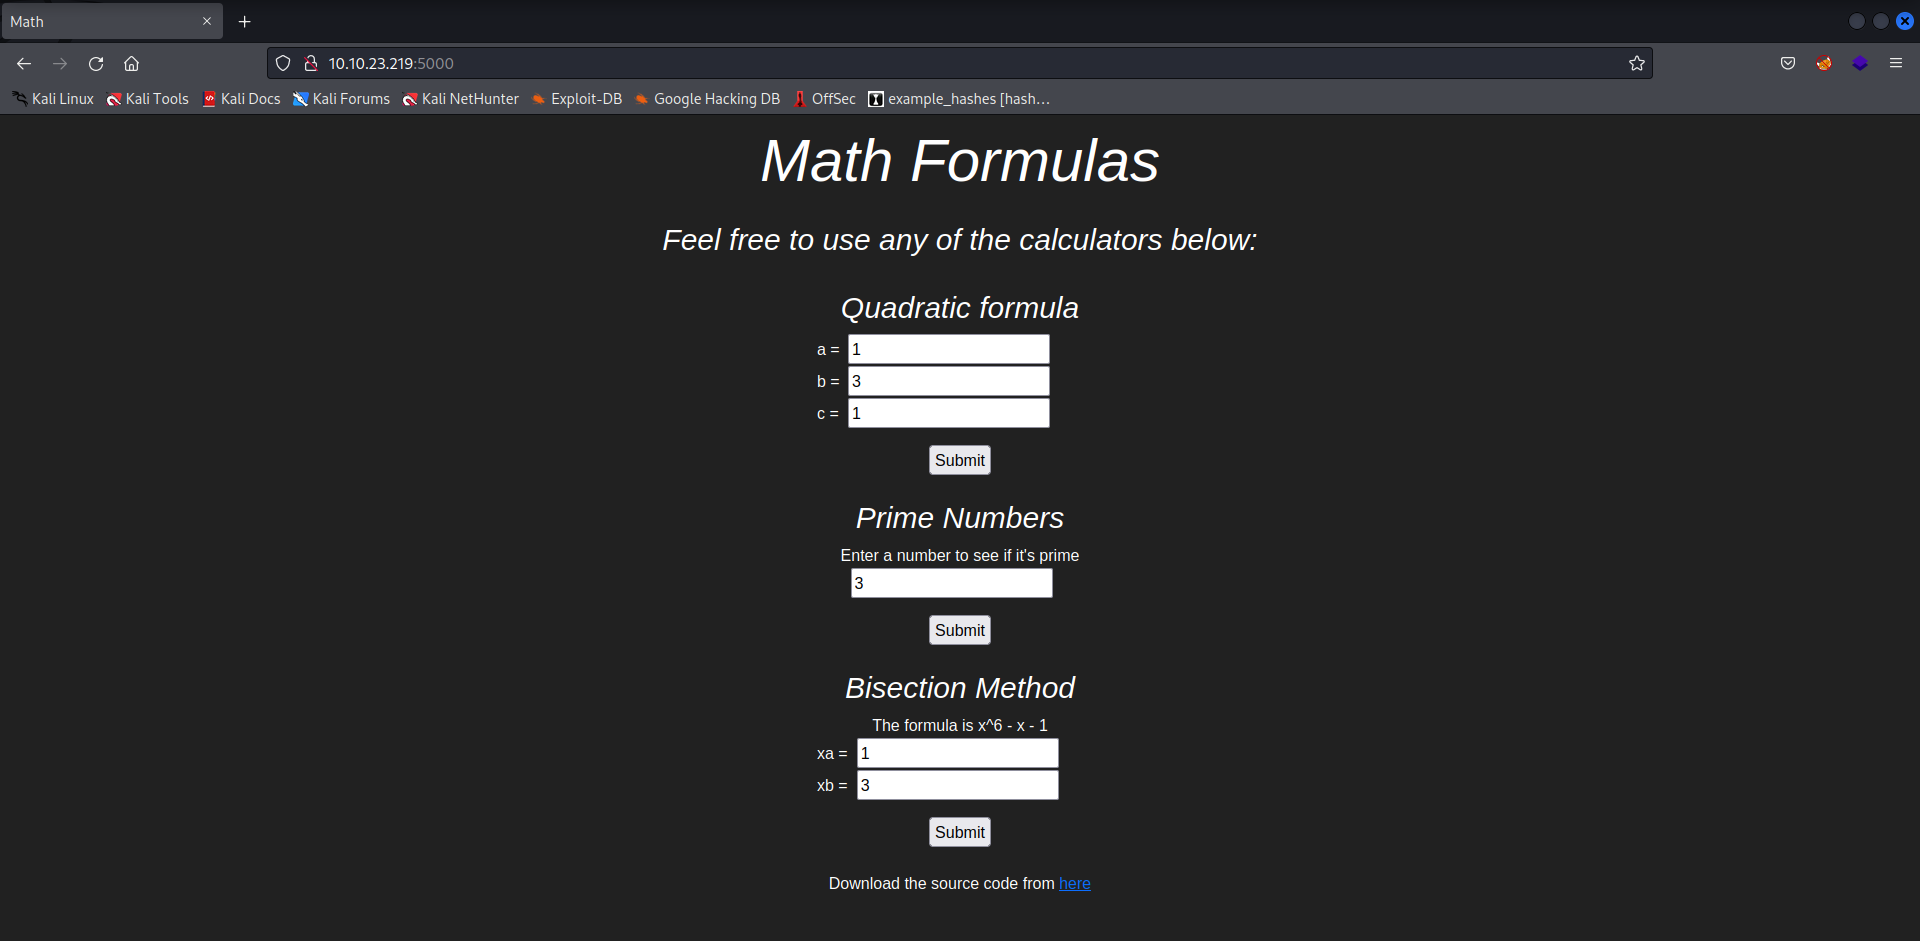 Math
10.10.23.219:5000
Kali Linux Kali Tools Kali Docs Kali Forums Kali NetHunter Exploit-DB Google Hacking DB OffSec example_hashes [hash…
Math Formulas
Feel free to use any of the calculators below:
Quadratic formula
a = 1
b = 3
c = 1
Submit
Prime Numbers
Enter a number to see if it's prime
3
Submit
Bisection Method
The formula is x^6 - x - 1
xa = 1
xb = 3
Submit
Download the source code from here